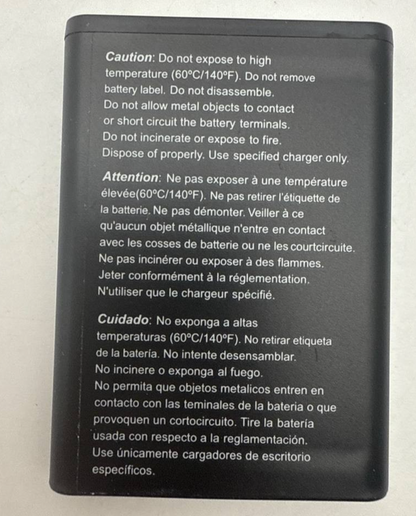 Caution: Do not expose to high
temperature (60ºC/140ºF). Do not remove
battery label. Do not disassemble.
Do not allow metal objects to contact
or short circuit the battery terminals.
Do not incinerate or expose to fire.
Dispose of properly. Use specified charger only.
Attention: Ne pas exposer à une température
élevée(60ºC/140ºF). Ne pas retirer l'étiquette de
la batterie. Ne pas démonter. Veiller à ce
qu'aucun objet métallique n'entre en contact
avec les cosses de batterie ou ne les courtcircuite.
Ne pas incinérer ou exposer à des flammes.
Jeter conformément à la réglementation.
N'utiliser que le chargeur spécifié.
Cuidado: No exponga a altas
temperaturas (60ºC/140ºF). No retirar etiqueta
de la batería. No intente desensamblar.
No incinere o exponga al fuego.
No permita que objetos metalicos entren en
contacto con las teminales de la bateria o que
provoquen un cortocircuito. Tire la batería
usada con respecto a la reglamentación.
Use únicamente cargadores de escritorio
específicos.